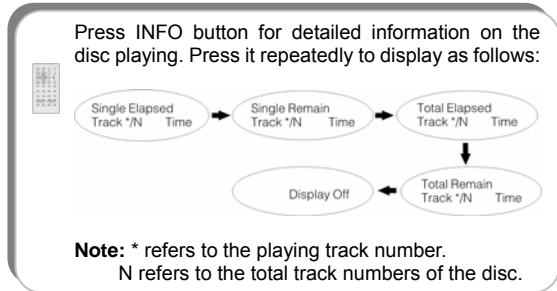 Press INFO button for detailed information on the
disc playing. Press it repeatedly to display as follows:
Single Elapsed
Track */N Time
Single Remain
Track */N Time
Total Elapsed
Track */N Time
Total Remain
Track */N Time
Display Off
Note: * refers to the playing track number.
N refers to the total track numbers of the disc.